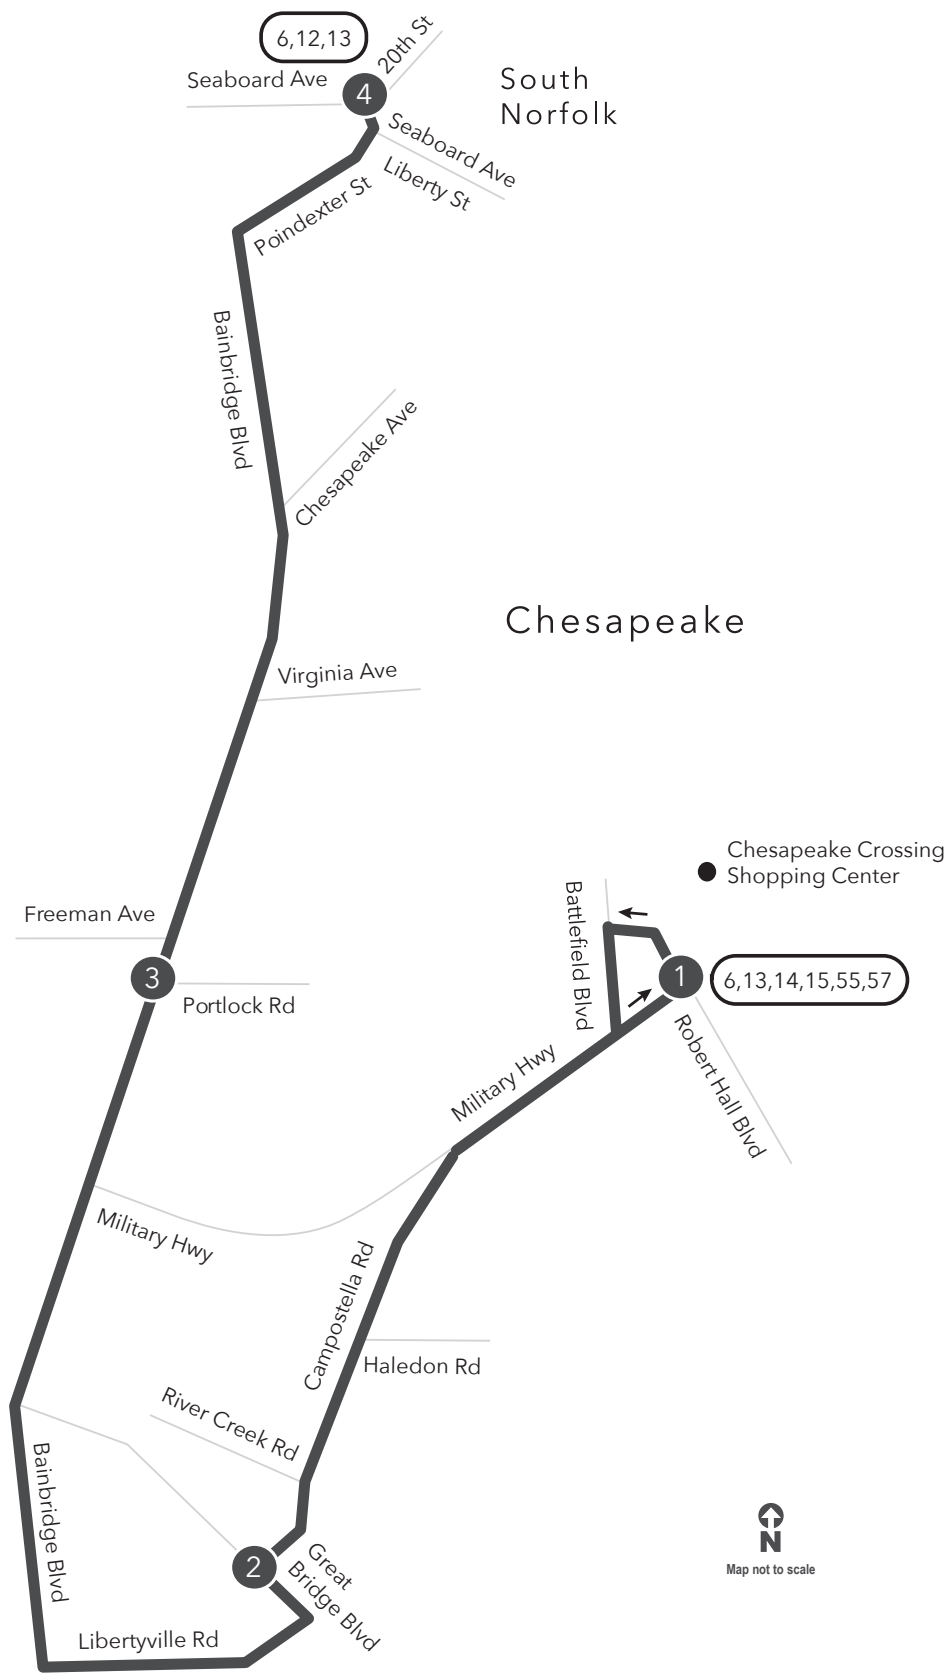 6,12,13
20th St
Seaboard Ave
4
South
Norfolk
Seaboard Ave
Liberty St
Poindexter St
Bainbridge Blvd
Chesapeake Ave
Chesapeake
Virginia Ave
Chesapeake Crossing
Shopping Center
Battlefield Blvd
Freeman Ave
3
1
6,13,14,15,55,57
Portlock Rd
Military Hwy
Robert Hall Blvd
Military Hwy
Campostella Rd
Haledon Rd
River Creek Rd
Bainbridge Blvd
2
Great
Bridge Blvd
Libertyville Rd
N
Map not to scale